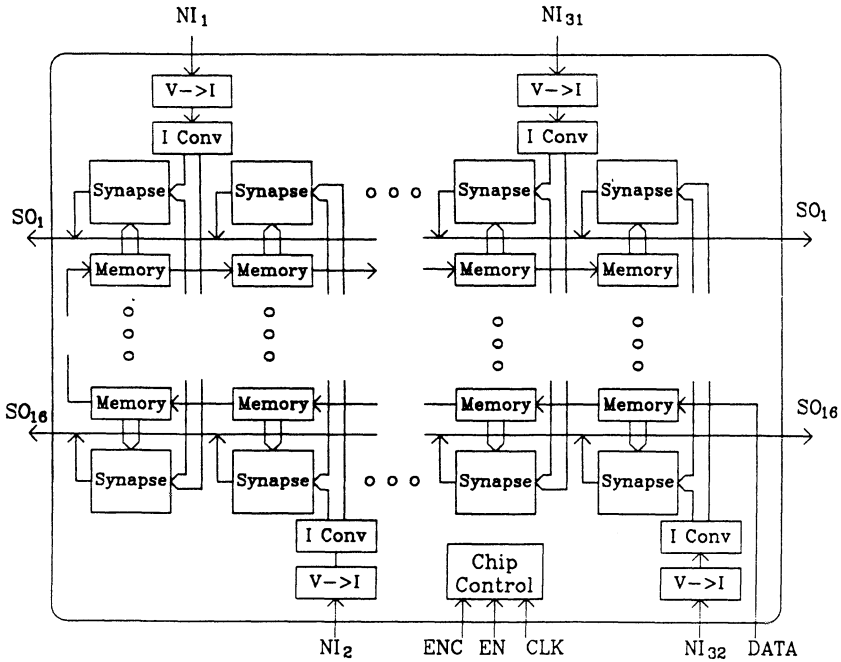 NI1 NI31
V->I V->I
I Conv I Conv
Synapse Synapse Synapse Synapse
SO1 SO1
Memory Memory Memory Memory
Memory Memory Memory Memory
SO16 SO16
Synapse Synapse Synapse Synapse
I Conv Chip Control I Conv
V->I V->I
NI2 ENC EN CLK NI32 DATA